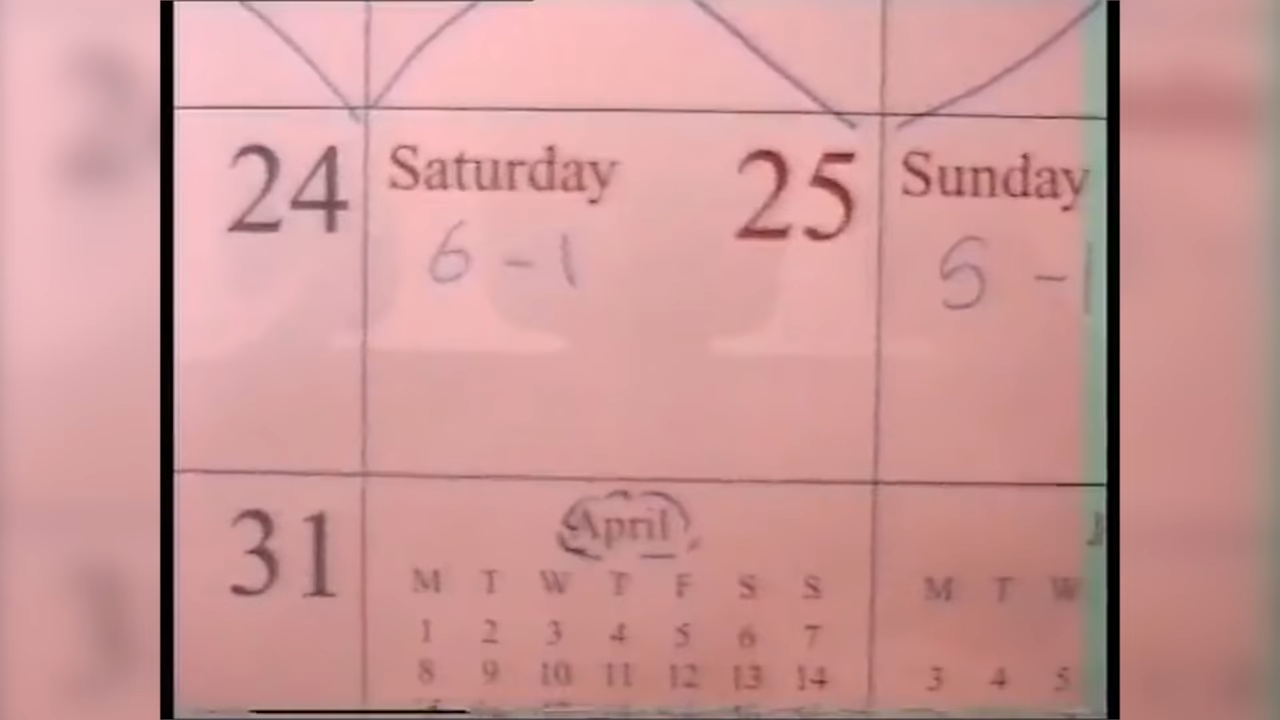 24 Saturday 25 Sunday
6 - 1 5 -
31 April
M T W T F S S M T W
1 2 3 4 5 6 7
8 9 10 11 12 13 14 3 4 5